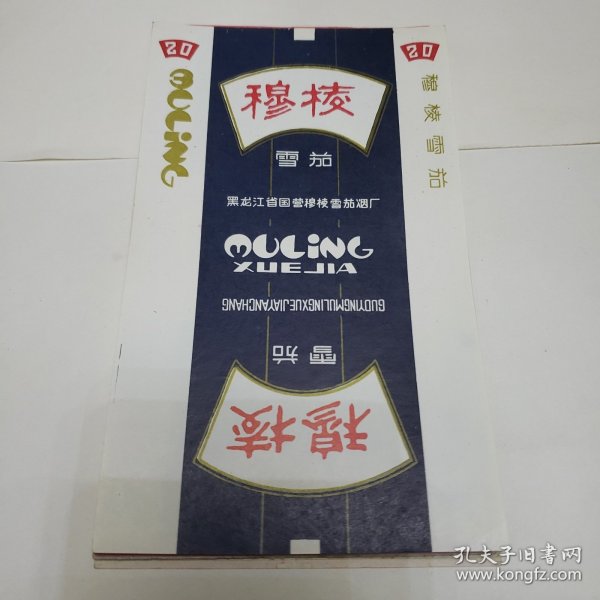 20
20
MULING
穆棱雪茄
穆棱
雪茄
黑龙江省国营穆棱雪茄烟厂
MULiNG
XUEJIA
GUOYINGMULINGXUEJIAYANCHANG
雪茄
穆棱
孔夫子旧书网
www.kongfz.com